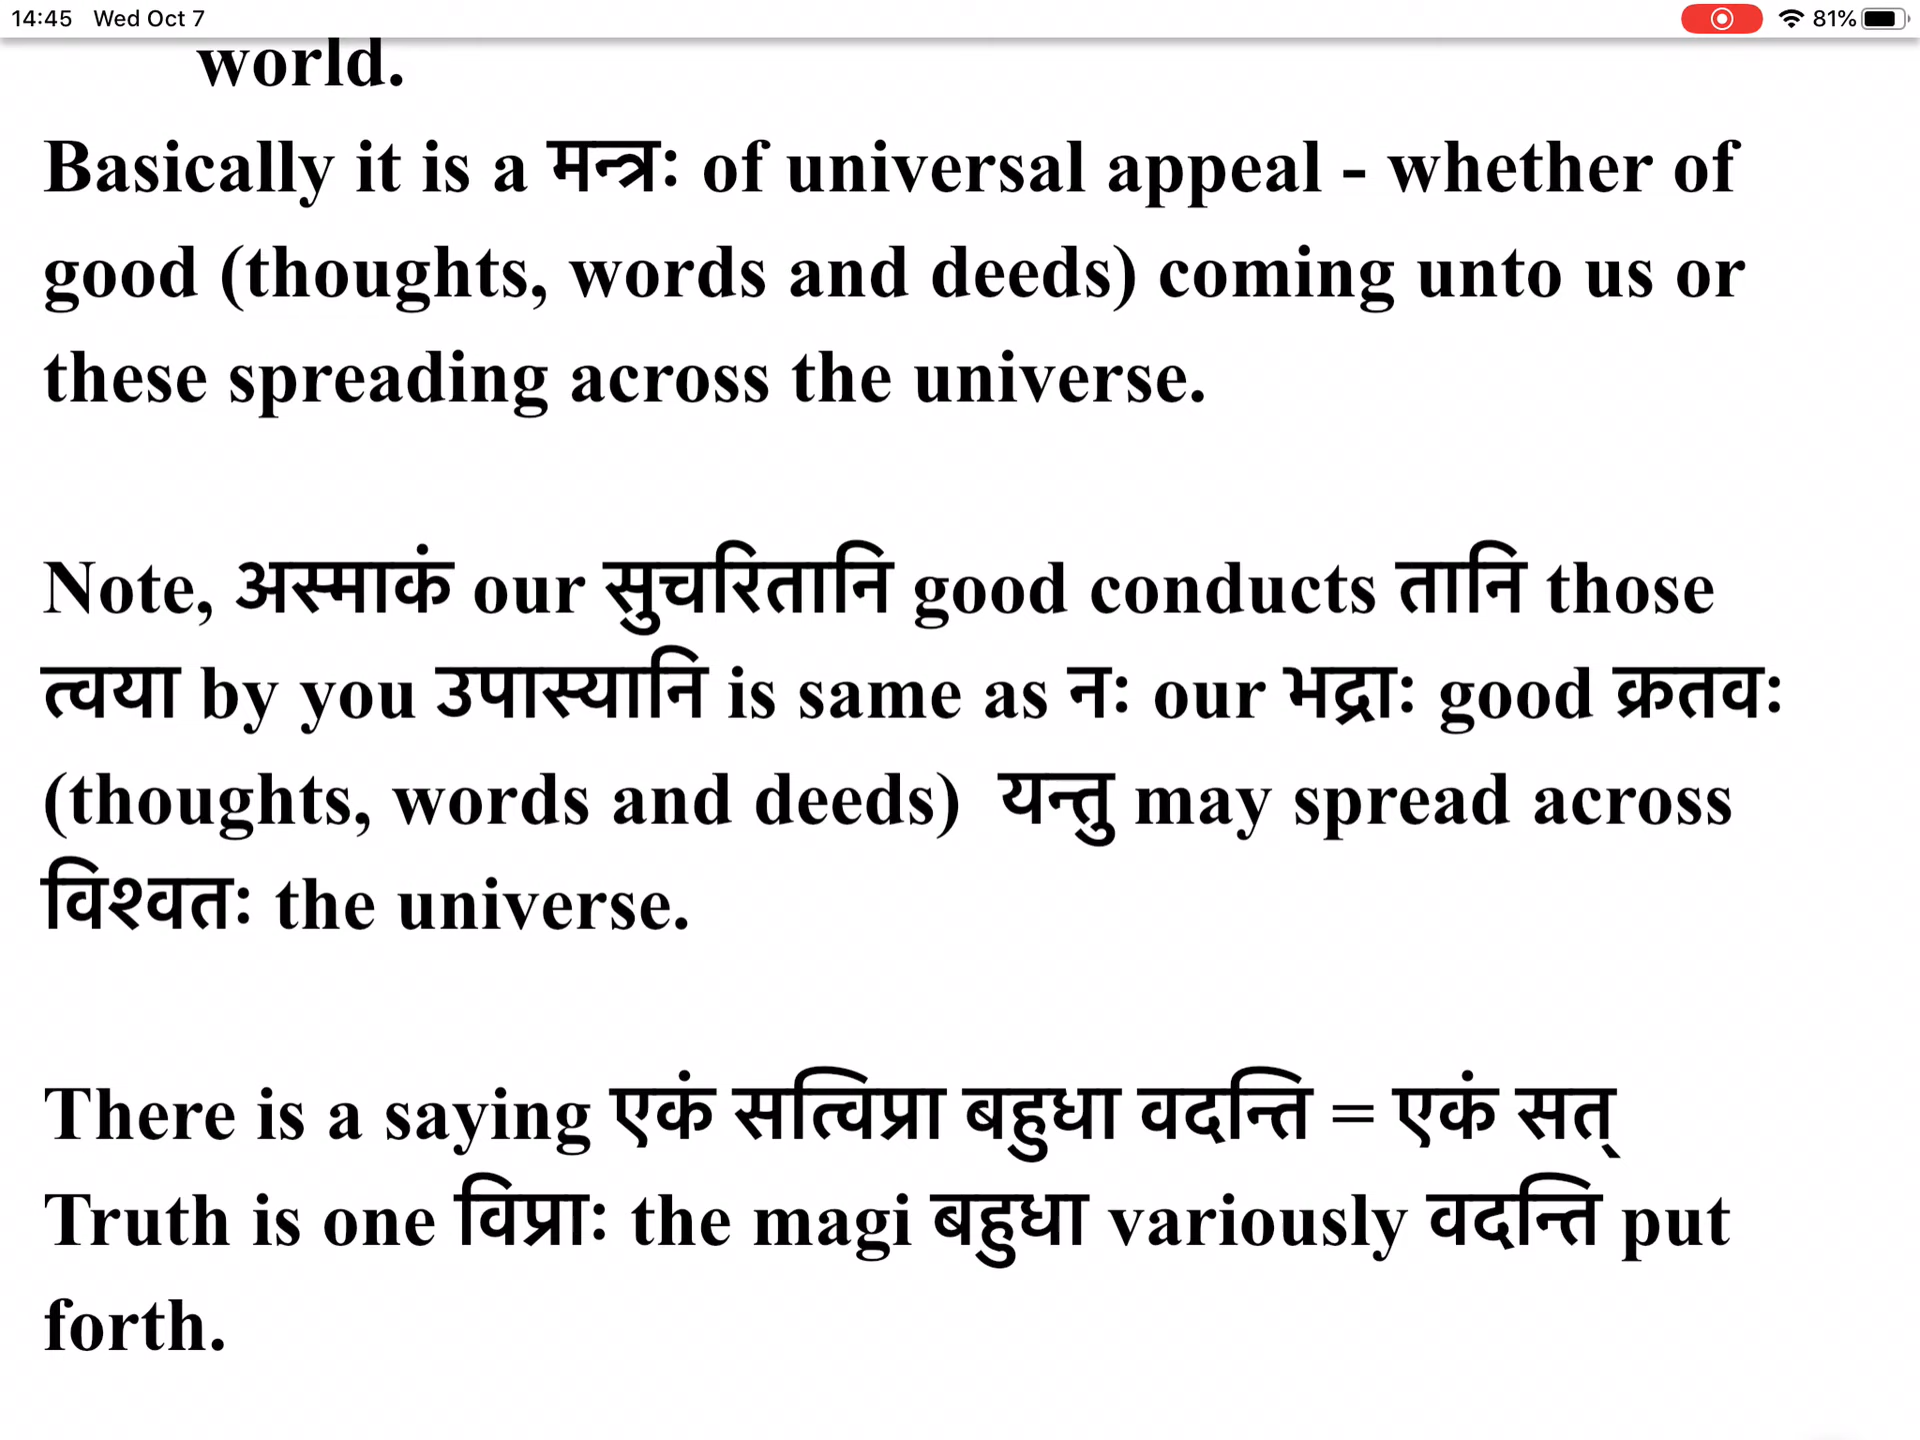 14:45 Wed Oct 7 81%
world.
Basically it is a मन्त्रः of universal appeal - whether of
good (thoughts, words and deeds) coming unto us or
these spreading across the universe.
Note, अस्माकं our सुचरितानि good conducts तानि those
त्वया by you उपास्यानि is same as नः our भद्राः good क्रतवः
(thoughts, words and deeds) यन्तु may spread across
विश्वतः the universe.
There is a saying एकं सत्विप्रा बहुधा वदन्ति = एकं सत्
Truth is one विप्राः the magi बहुधा variously वदन्ति put
forth.